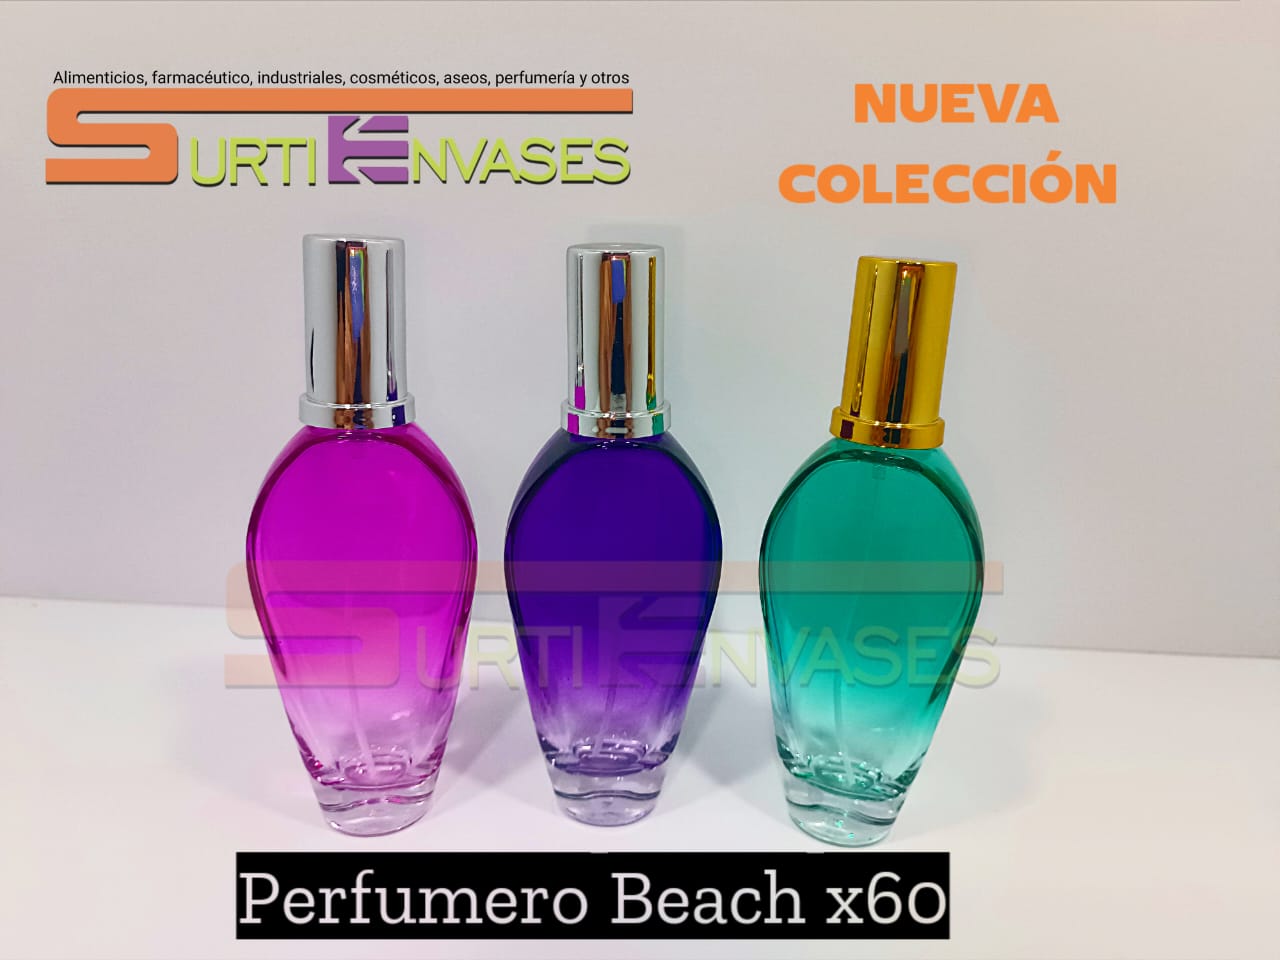 Alimenticios, farmacéutico, industriales, cosméticos, aseos, perfumería y otros
SURTIENVASES
NUEVA
COLECCIÓN
SURTIENVASES
Perfumero Beach x60